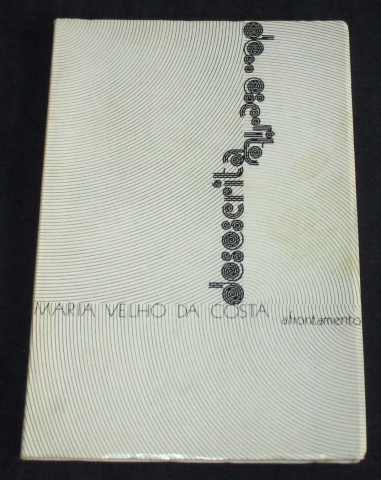 desescrita
MARIA VELHO DA COSTA
afrontamento